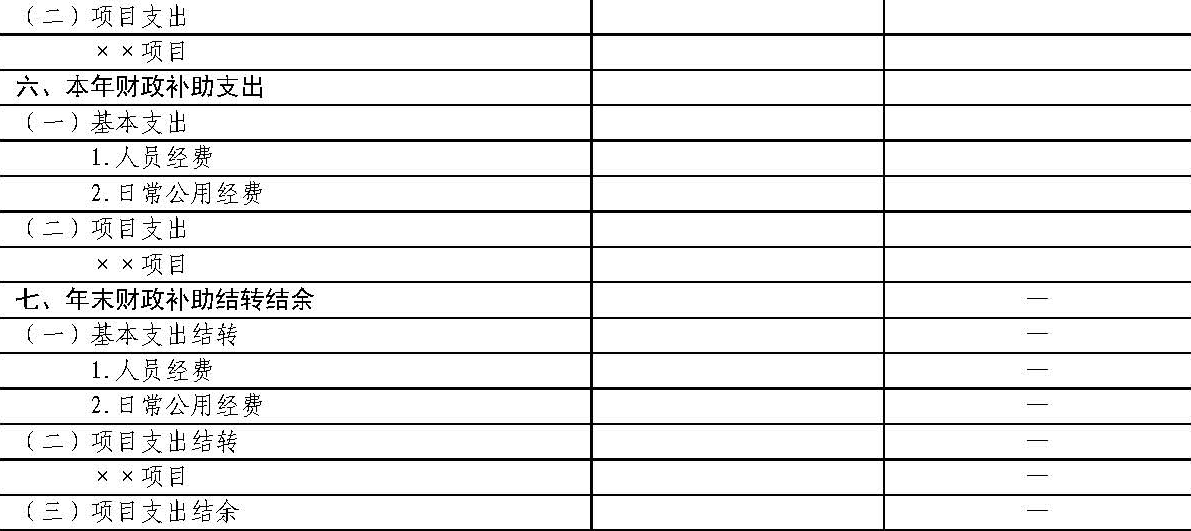 （二）项目支出
××项目
六、本年财政补助支出
（一）基本支出
1.人员经费
2.日常公用经费
（二）项目支出
××项目
七、年末财政补助结转结余 —
（一）基本支出结转 —
1.人员经费 —
2.日常公用经费 —
（二）项目支出结转 —
××项目 —
（三）项目支出结余 —